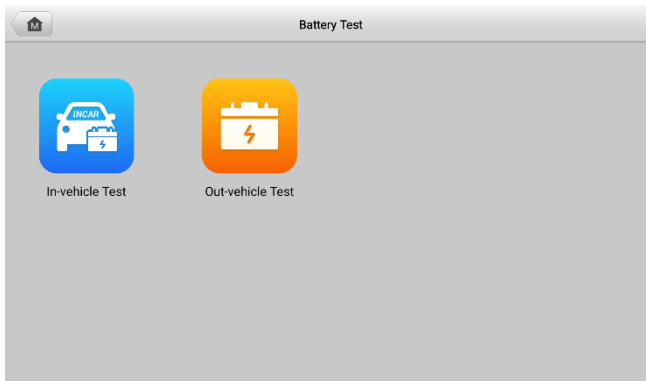 M
Battery Test
INCAR
In-vehicle Test
Out-vehicle Test